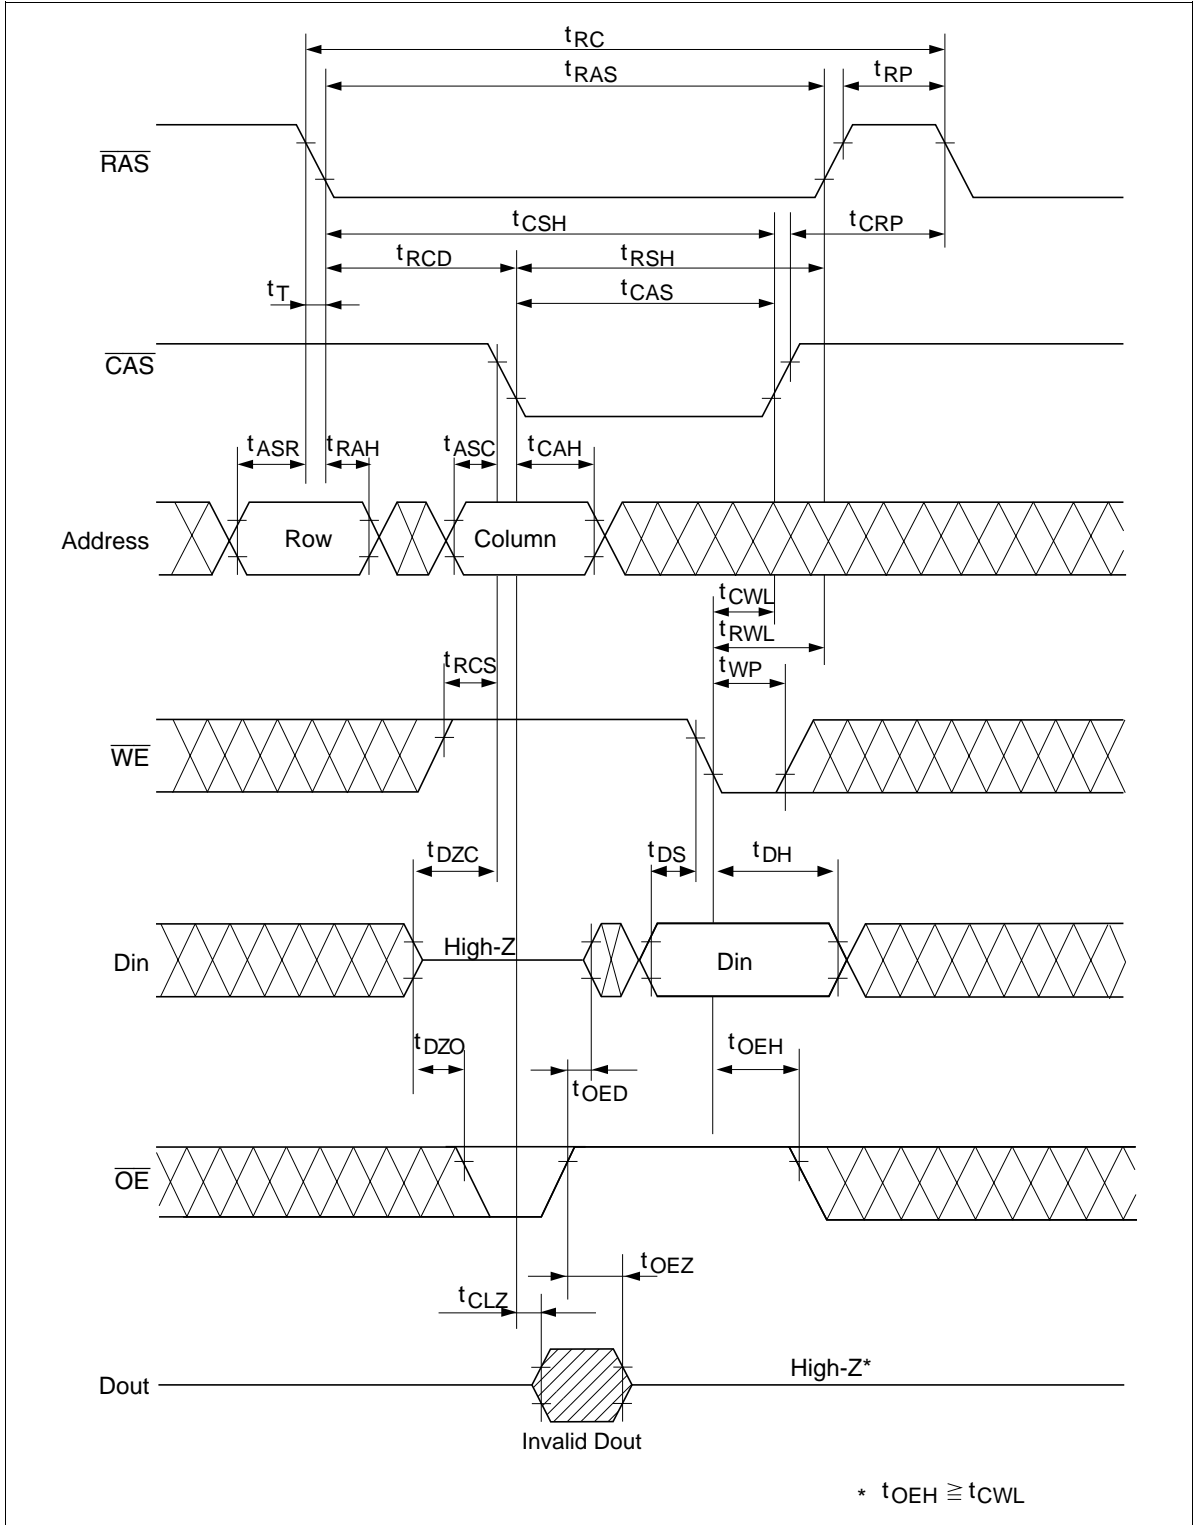 tRC
tRAS
tRP
RAS
tCSH
tCRP
tRCD
tRSH
tT
tCAS
CAS
tASR
tRAH
tASC
tCAH
Address
Row
Column
tCWL
tRWL
tRCS
tWP
WE
tDZC
tDS
tDH
High-Z
Din
Din
tDZO
tOEH
tOED
OE
tOEZ
tCLZ
High-Z*
Dout
Invalid Dout
* tOEH ≧ tCWL